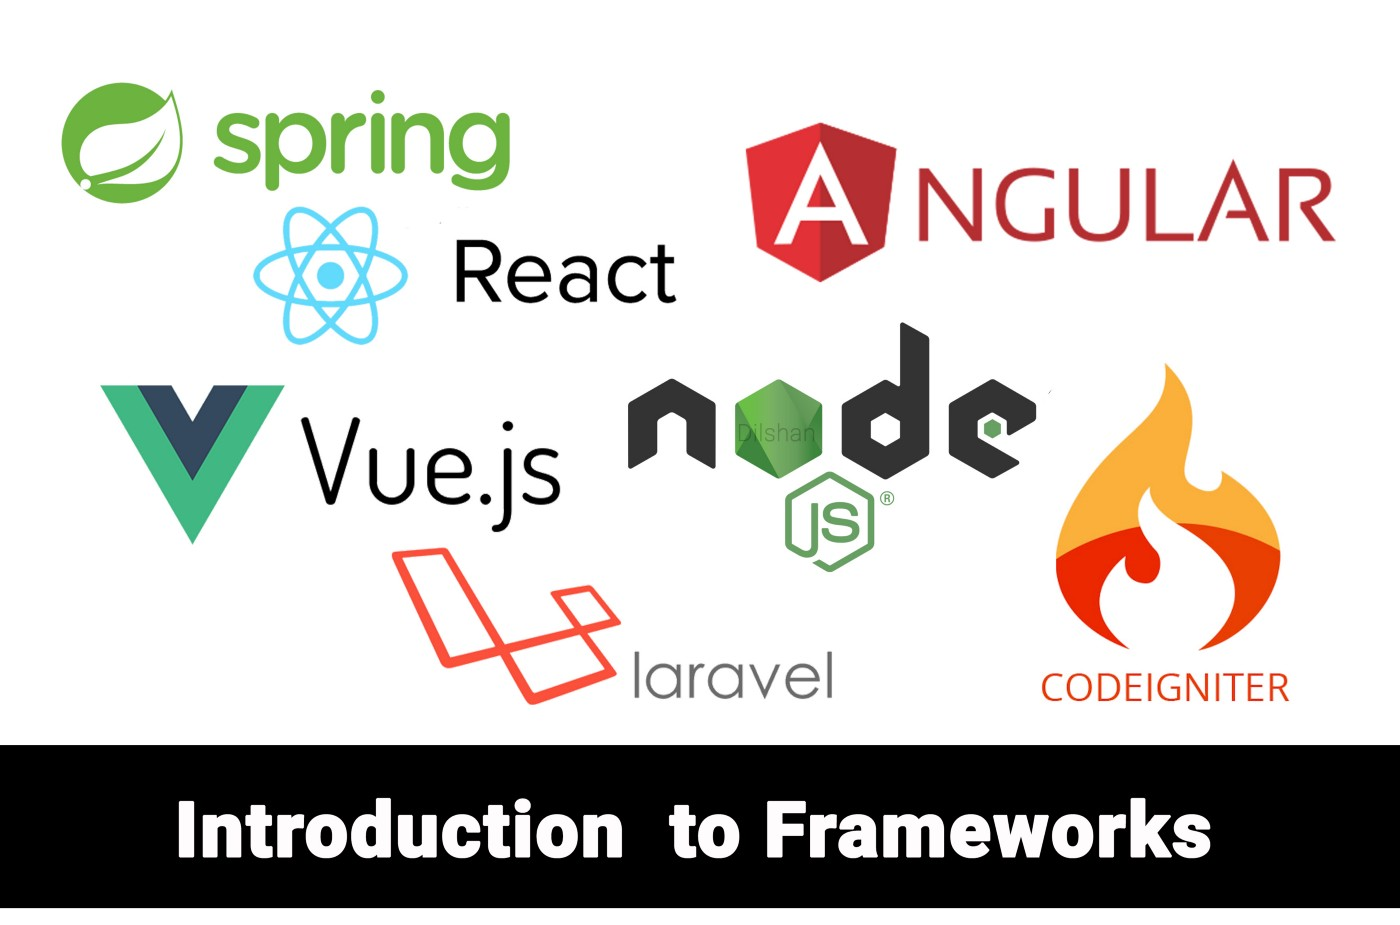 spring
ANGULAR
React
node
Dilshan
Vue.js
JS®
laravel
CODEIGNITER
Introduction to Frameworks